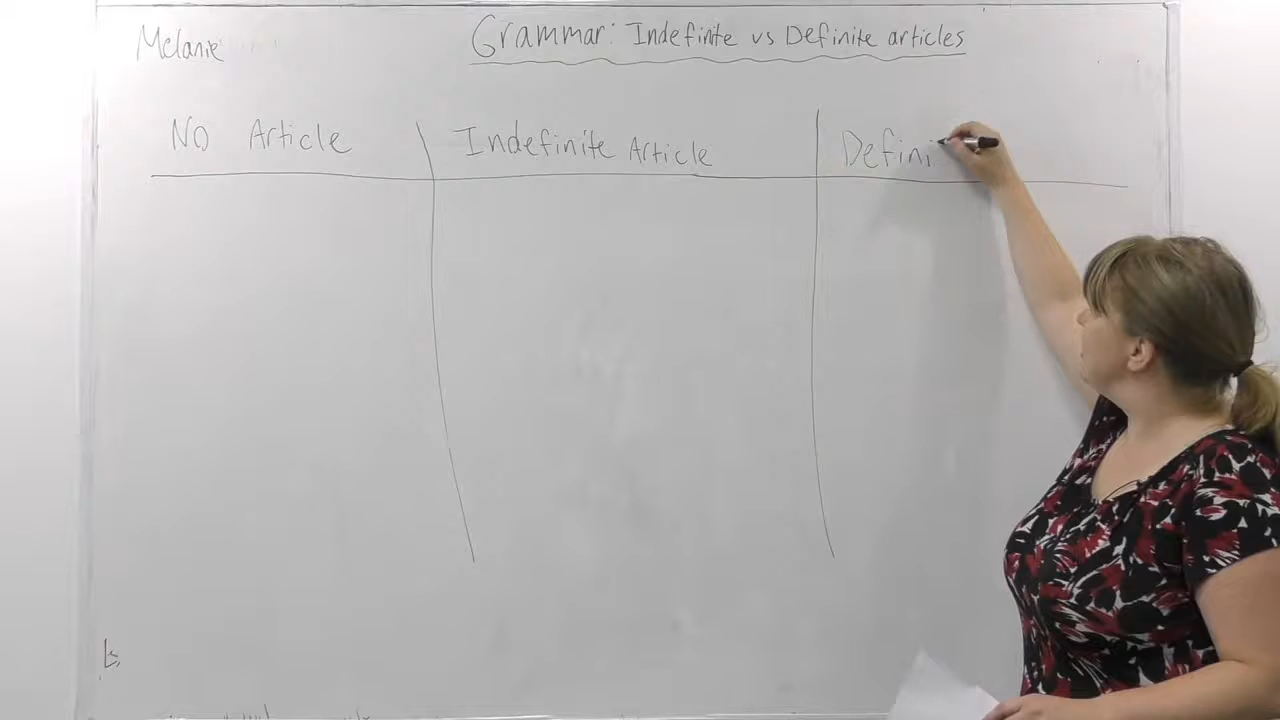 Melanie
Grammar: Indefinite vs Definite articles
No Article
Indefinite Article
Defini